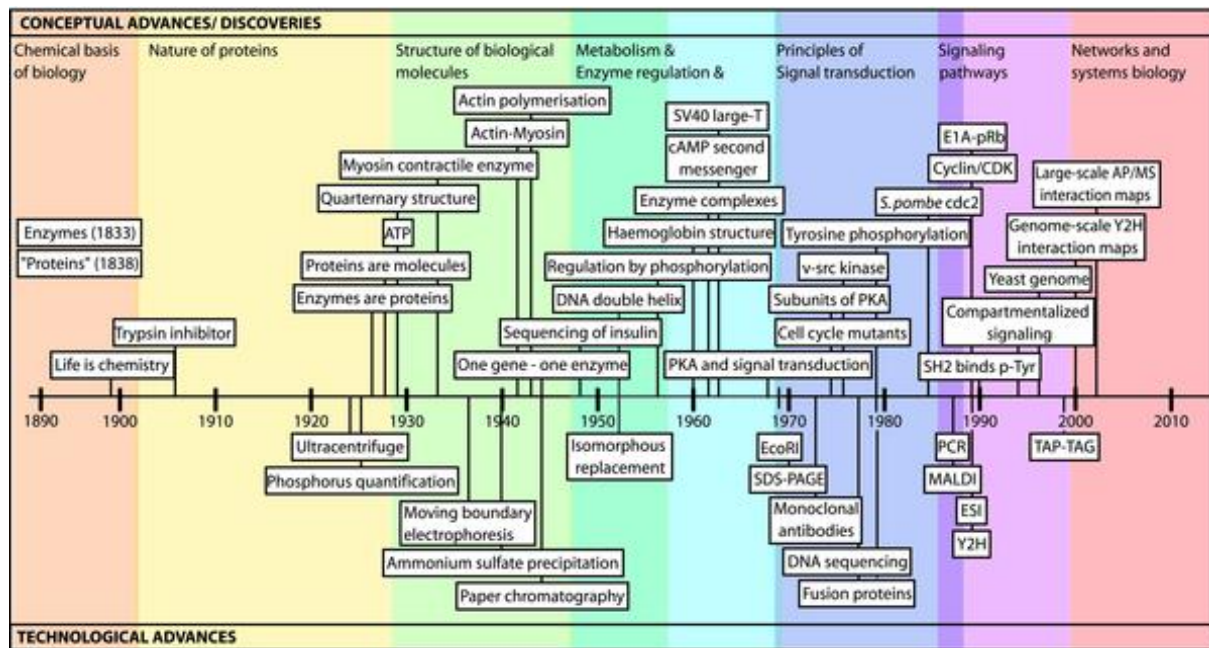 CONCEPTUAL ADVANCES/ DISCOVERIES
Chemical basis
of biology
Nature of proteins
Structure of biological
molecules
Metabolism &
Enzyme regulation &
Principles of
Signal transduction
Signaling
pathways
Networks and
systems biology
Actin polymerisation
Actin-Myosin
Myosin contractile enzyme
Quarternary structure
ATP
Proteins are molecules
Enzymes are proteins
Enzymes (1833)
"Proteins" (1838)
Trypsin inhibitor
Life is chemistry
SV40 large-T
cAMP second
messenger
Enzyme complexes
Haemoglobin structure
Regulation by phosphorylation
DNA double helix
Sequencing of insulin
One gene - one enzyme
E1A-pRb
Cyclin/CDK
S. pombe cdc2
Tyrosine phosphorylation
v-src kinase
Subunits of PKA
Cell cycle mutants
PKA and signal transduction
Large-scale AP/MS
interaction maps
Genome-scale Y2H
interaction maps
Yeast genome
Compartmentalized
signaling
SH2 binds p-Tyr
1890
1900
1910
1920
1930
1940
1950
1960
1970
1980
1990
2000
2010
Ultracentrifuge
Phosphorus quantification
Moving boundary
electrophoresis
Ammonium sulfate precipitation
Paper chromatography
Isomorphous
replacement
EcoRI
SDS-PAGE
Monoclonal
antibodies
DNA sequencing
Fusion proteins
PCR
MALDI
ESI
Y2H
TAP-TAG
TECHNOLOGICAL ADVANCES